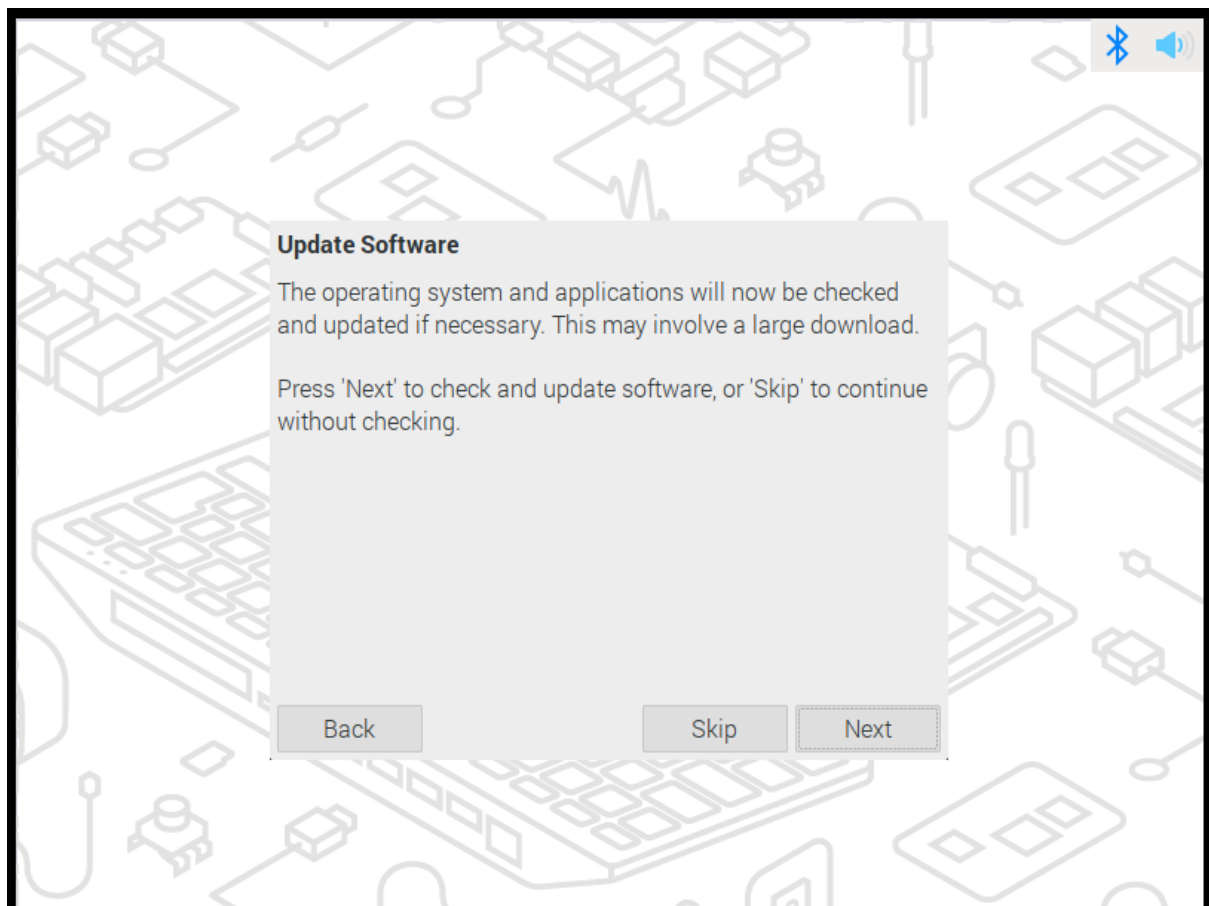 Update Software
The operating system and applications will now be checked
and updated if necessary. This may involve a large download.
Press 'Next' to check and update software, or 'Skip' to continue
without checking.
Back
Skip
Next